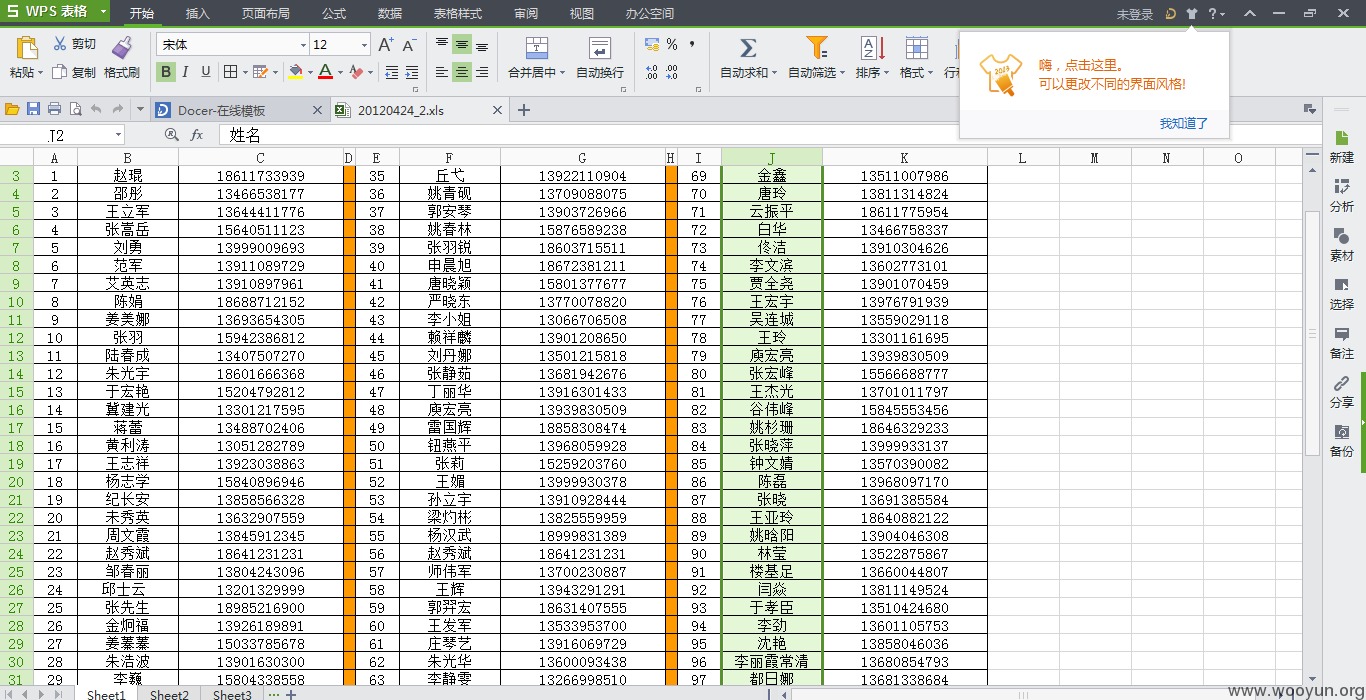 S WPS 表格 开始 插入 页面布局 公式 数据 表格样式 审阅 视图 办公空间 未登录
粘贴 剪切 复制 格式刷 宋体 12 B I U 合并居中 自动换行 % 自动求和 自动筛选 排序 格式
嗨，点击这里。
可以更改不同的界面风格!
我知道了
Docer-在线模板 20120424_2.xls
J2 fx 姓名
A B C D E F G H I J K L M N O
3 1 赵琨 18611733939 35 丘弋 13922110904 69 金鑫 13511007986
4 2 邵彤 13466538177 36 姚青砚 13709088075 70 唐玲 13811314824
5 3 王立军 13644411776 37 郭安琴 13903726966 71 云振平 18611775954
6 4 张嵩岳 15640511123 38 姚春林 15876589238 72 白华 13466758337
7 5 刘勇 13999009693 39 张羽锐 18603715511 73 佟洁 13910304626
8 6 范军 13911089729 40 申晨旭 18672381211 74 李文滨 13602773101
9 7 艾英志 13910897961 41 唐晓颖 15801377677 75 贾全尧 13901070459
10 8 陈娟 18688712152 42 严晓东 13770078820 76 王宏宇 13976791939
11 9 姜美娜 13693654305 43 李小姐 13066706508 77 吴连城 13559029118
12 10 张羽 15942386812 44 赖祥麟 13901208650 78 王玲 13301161695
13 11 陆春成 13407507270 45 刘丹娜 13501215818 79 庾宏亮 13939830509
14 12 朱光宇 18601666368 46 张静茹 13681942676 80 张宏峰 15566688777
15 13 于宏艳 15204792812 47 丁丽华 13916301433 81 王杰光 13701011797
16 14 冀建光 13301217595 48 庾宏亮 13939830509 82 谷伟峰 15845553456
17 15 蒋蕾 13488702406 49 雷国辉 18858308474 83 姚杉珊 18646329233
18 16 黄利涛 13051282789 50 钮燕平 13968059928 84 张晓萍 13999933137
19 17 王志祥 13923038863 51 张莉 15259203760 85 钟文婧 13570390082
20 18 杨志学 15840896946 52 王媚 13999930378 86 陈磊 13968097170
21 19 纪长安 13858566328 53 孙立宇 13910928444 87 张晓 13691385584
22 20 未秀英 13632907559 54 梁灼彬 13825559959 88 王亚玲 18640882122
23 21 周文霞 13845912345 55 杨汉武 18999831389 89 姚晗阳 13904046308
24 22 赵秀斌 18641231231 56 赵秀斌 18641231231 90 林莹 13522875867
25 23 邹春丽 13804243096 57 师伟军 13700230887 91 楼基足 13660044807
26 24 邱士云 13201329999 58 王辉 13943291291 92 闫焱 13811149524
27 25 张先生 18985216900 59 郭羿宏 18631407555 93 于孝臣 13510424680
28 26 金炯福 13926189891 60 王发军 13533953700 94 李劲 13601105753
29 27 姜蓁蓁 15033785678 61 庄琴艺 13916069729 95 沈艳 13858046036
30 28 朱浩波 13901630300 62 朱光华 13600093438 96 李丽霞常清 13680854793
31 29 李巍 15804338558 63 李静雯 13266998510 97 都日娜 13681338684
新建
分析
素材
选择
备注
分享
备份
Sheet1 Sheet2 Sheet3 ··· +
www.wooyun.org